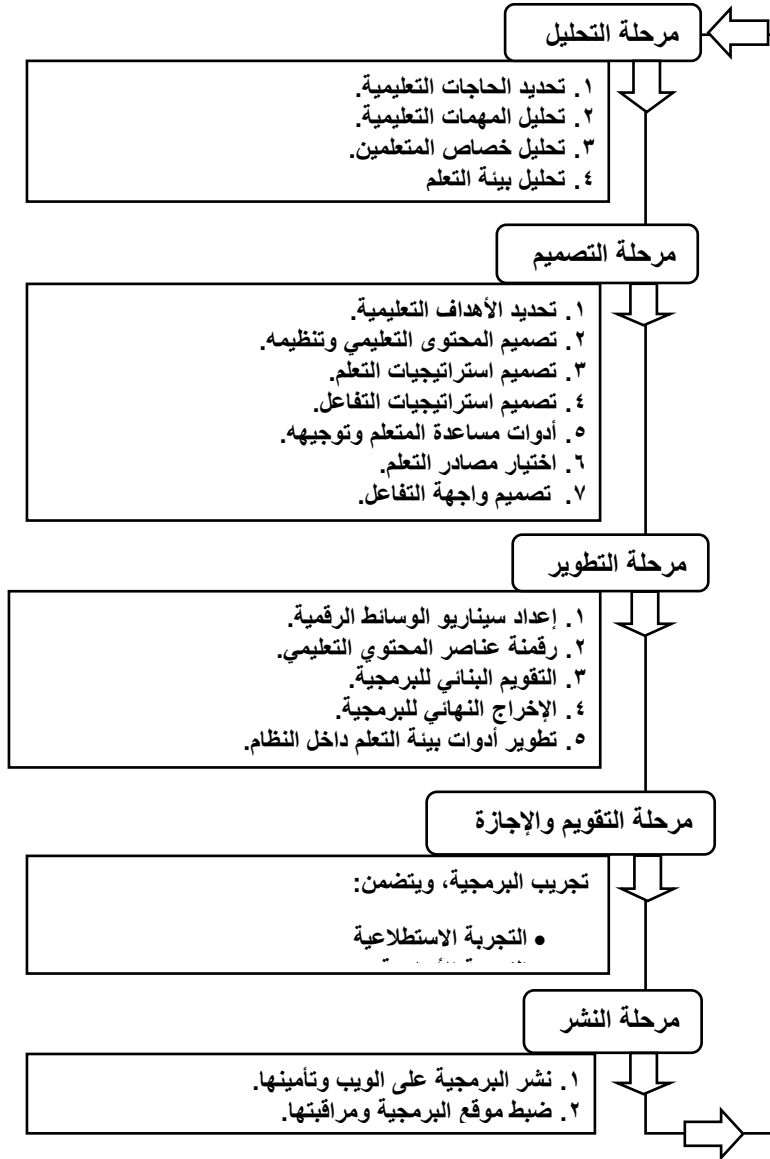 مرحلة التحليل
١. تحديد الحاجات التعليمية.
٢. تحليل المهمات التعليمية.
٣. تحليل خصاص المتعلمين.
٤. تحليل بيئة التعلم
مرحلة التصميم
١. تحديد الأهداف التعليمية.
٢. تصميم المحتوى التعليمي وتنظيمه.
٣. تصميم استراتيجيات التعلم.
٤. تصميم استراتيجيات التفاعل.
٥. أدوات مساعدة المتعلم وتوجيهه.
٦. اختيار مصادر التعلم.
٧. تصميم واجهة التفاعل.
مرحلة التطوير
١. إعداد سيناريو الوسائط الرقمية.
٢. رقمنة عناصر المحتوي التعليمي.
٣. التقويم البنائي للبرمجية.
٤. الإخراج النهائي للبرمجية.
٥. تطوير أدوات بيئة التعلم داخل النظام.
مرحلة التقويم والإجازة
تجريب البرمجية، ويتضمن:
• التجربة الاستطلاعية
مرحلة النشر
١. نشر البرمجية على الويب وتأمينها.
٢. ضبط موقع البرمجية ومراقبتها.